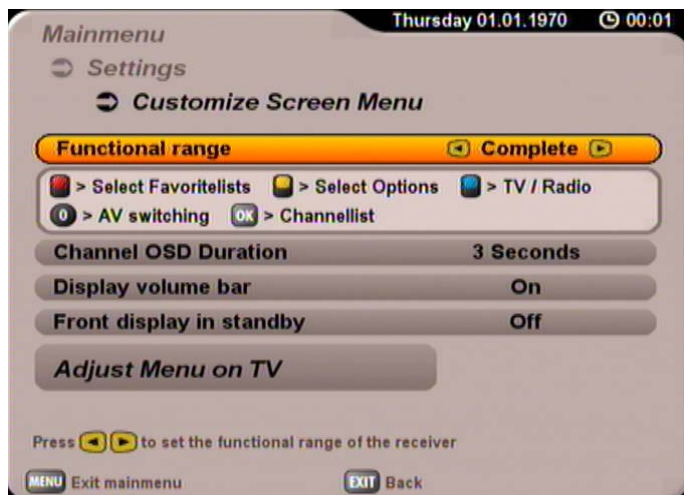 Thursday 01.01.1970 00:01
Mainmenu
Settings
Customize Screen Menu
Functional range Complete
> Select Favoritelists > Select Options > TV / Radio
0 > AV switching OK > Channellist
Channel OSD Duration 3 Seconds
Display volume bar On
Front display in standby Off
Adjust Menu on TV
Press to set the functional range of the receiver
MENU Exit mainmenu EXIT Back